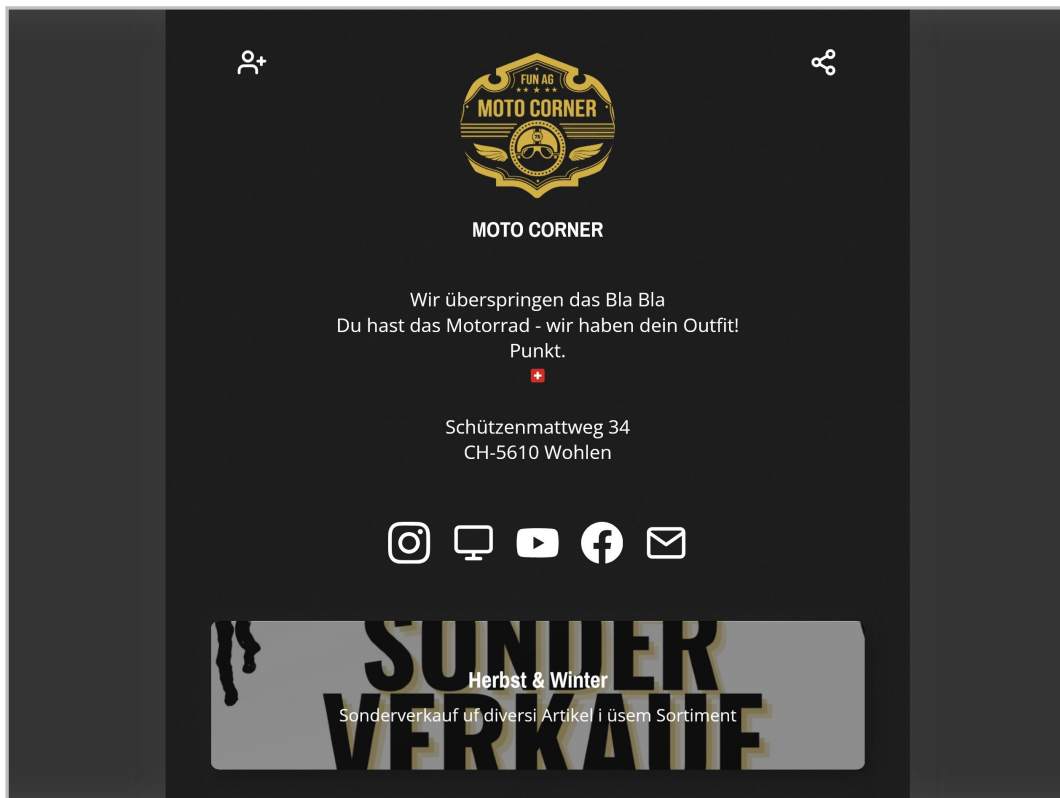 FUN AG
MOTO CORNER
76
MOTO CORNER
Wir überspringen das Bla Bla
Du hast das Motorrad - wir haben dein Outfit!
Punkt.
Schützenmattweg 34
CH-5610 Wohlen
SONDER
Herbst & Winter
Sonderverkauf uf diversi Artikel i üsem Sortiment
VERKAUF